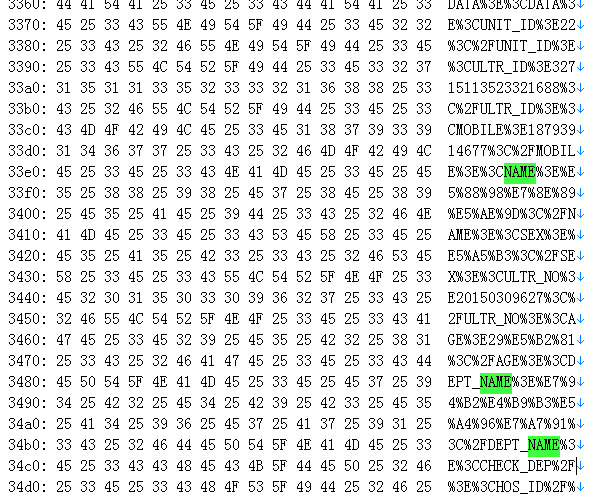 3360: 44 41 54 41 25 33 45 25 33 43 44 41 54 41 25 33 DATA%3E%3CDATA%3↓
3370: 45 25 33 43 55 4E 49 54 5F 49 44 25 33 45 32 32 E%3CUNIT_ID%3E22↓
3380: 25 33 43 25 32 46 55 4E 49 54 5F 49 44 25 33 45 %3C%2FUNIT_ID%3E↓
3390: 25 33 43 55 4C 54 52 5F 49 44 25 33 45 33 32 37 %3CULTR_ID%3E327↓
33a0: 31 35 31 31 33 35 32 33 33 32 31 36 38 38 25 33 15113523321688%3↓
33b0: 43 25 32 46 55 4C 54 52 5F 49 44 25 33 45 25 33 C%2FULTR_ID%3E%3↓
33c0: 43 4D 4F 42 49 4C 45 25 33 45 31 38 37 39 33 39 CMOBILE%3E187939↓
33d0: 31 34 36 37 37 25 33 43 25 32 46 4D 4F 42 49 4C 14677%3C%2FMOBIL↓
33e0: 45 25 33 45 25 33 43 4E 41 4D 45 25 33 45 25 45 E%3E%3CNAME%3E%E↓
33f0: 35 25 38 38 25 39 38 25 45 37 25 38 45 25 38 39 5%88%98%E7%8E%89↓
3400: 25 45 35 25 41 45 25 39 44 25 33 43 25 32 46 4E %E5%AE%9D%3C%2FN↓
3410: 41 4D 45 25 33 45 25 33 43 53 45 58 25 33 45 25 AME%3E%3CSEX%3E%↓
3420: 45 35 25 41 35 25 42 33 25 33 43 25 32 46 53 45 E5%A5%B3%3C%2FSE↓
3430: 58 25 33 45 25 33 43 55 4C 54 52 5F 4E 4F 25 33 X%3E%3CULTR_NO%3↓
3440: 45 32 30 31 35 30 33 30 39 36 32 37 25 33 43 25 E20150309627%3C%↓
3450: 32 46 55 4C 54 52 5F 4E 4F 25 33 45 25 33 43 41 2FULTR_NO%3E%3CA↓
3460: 47 45 25 33 45 32 39 25 45 35 25 42 32 25 38 31 GE%3E29%E5%B2%81↓
3470: 25 33 43 25 32 46 41 47 45 25 33 45 25 33 43 44 %3C%2FAGE%3E%3CD↓
3480: 45 50 54 5F 4E 41 4D 45 25 33 45 25 45 37 25 39 EPT_NAME%3E%E7%9↓
3490: 34 25 42 32 25 45 34 25 42 39 25 42 33 25 45 35 4%B2%E4%B9%B3%E5↓
34a0: 25 41 34 25 39 36 25 45 37 25 41 37 25 39 31 25 %A4%96%E7%A7%91%↓
34b0: 33 43 25 32 46 44 45 50 54 5F 4E 41 4D 45 25 33 3C%2FDEPT_NAME%3↓
34c0: 45 25 33 43 43 48 45 43 4B 5F 44 45 50 25 32 46 E%3CCHECK_DEP%2F↓
34d0: 25 33 45 25 33 43 48 4F 53 5F 49 44 25 32 46 25 %3E%3CHOS_ID%2F%↓